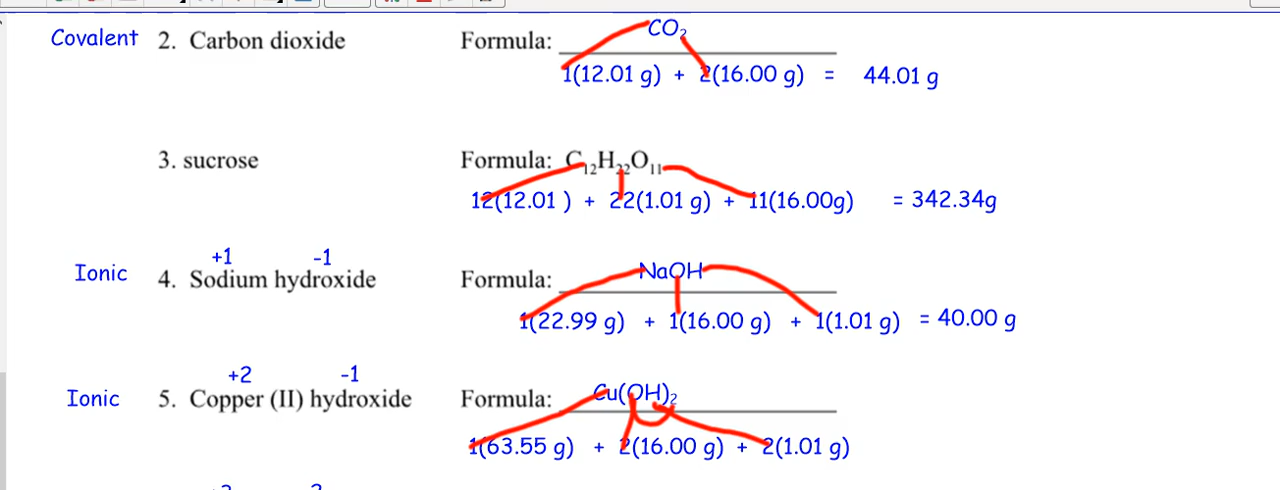 Covalent 2. Carbon dioxide Formula: CO₂
1(12.01 g) + 2(16.00 g) = 44.01 g
3. sucrose Formula: C₁₂H₂₂O₁₁
12(12.01 ) + 22(1.01 g) + 11(16.00g) = 342.34g
+1 -1
Ionic 4. Sodium hydroxide Formula: NaOH
1(22.99 g) + 1(16.00 g) + 1(1.01 g) = 40.00 g
+2 -1
Ionic 5. Copper (II) hydroxide Formula: Cu(OH)₂
1(63.55 g) + 2(16.00 g) + 2(1.01 g)